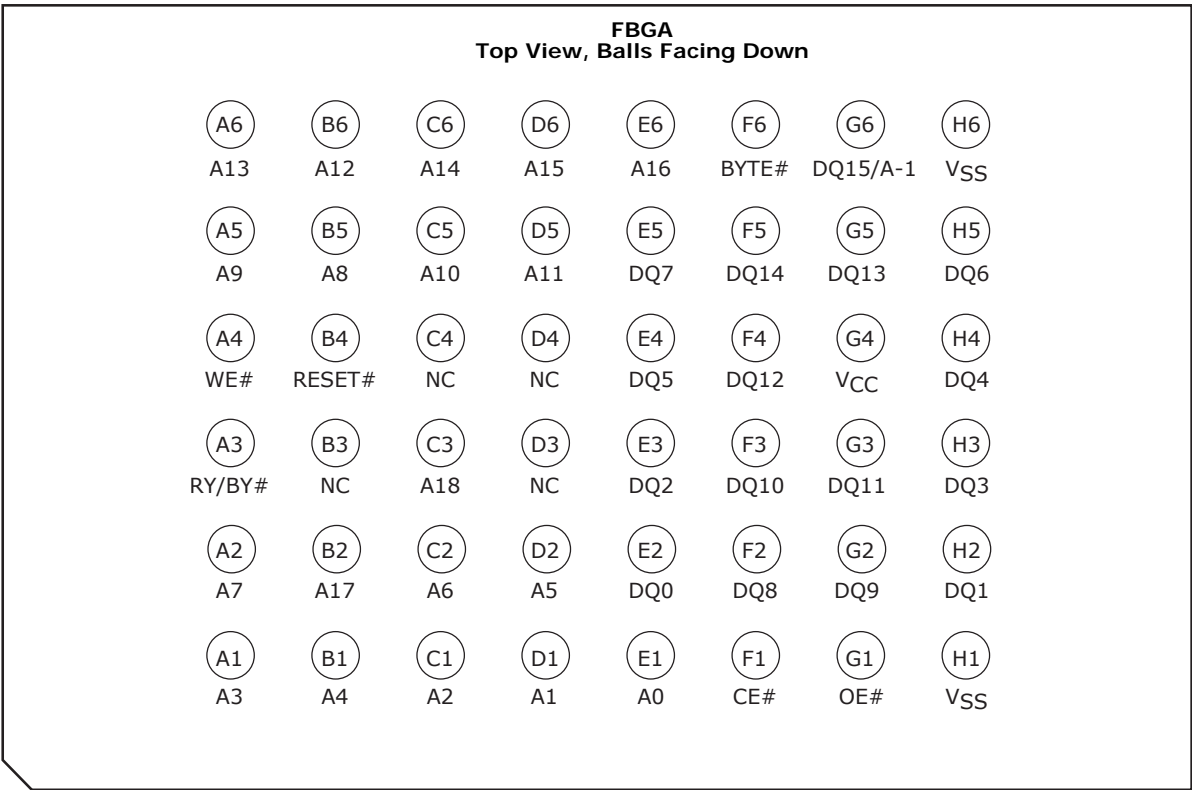 FBGA
Top View, Balls Facing Down
A6 B6 C6 D6 E6 F6 G6 H6
A13 A12 A14 A15 A16 BYTE# DQ15/A-1 VSS
A5 B5 C5 D5 E5 F5 G5 H5
A9 A8 A10 A11 DQ7 DQ14 DQ13 DQ6
A4 B4 C4 D4 E4 F4 G4 H4
WE# RESET# NC NC DQ5 DQ12 VCC DQ4
A3 B3 C3 D3 E3 F3 G3 H3
RY/BY# NC A18 NC DQ2 DQ10 DQ11 DQ3
A2 B2 C2 D2 E2 F2 G2 H2
A7 A17 A6 A5 DQ0 DQ8 DQ9 DQ1
A1 B1 C1 D1 E1 F1 G1 H1
A3 A4 A2 A1 A0 CE# OE# VSS